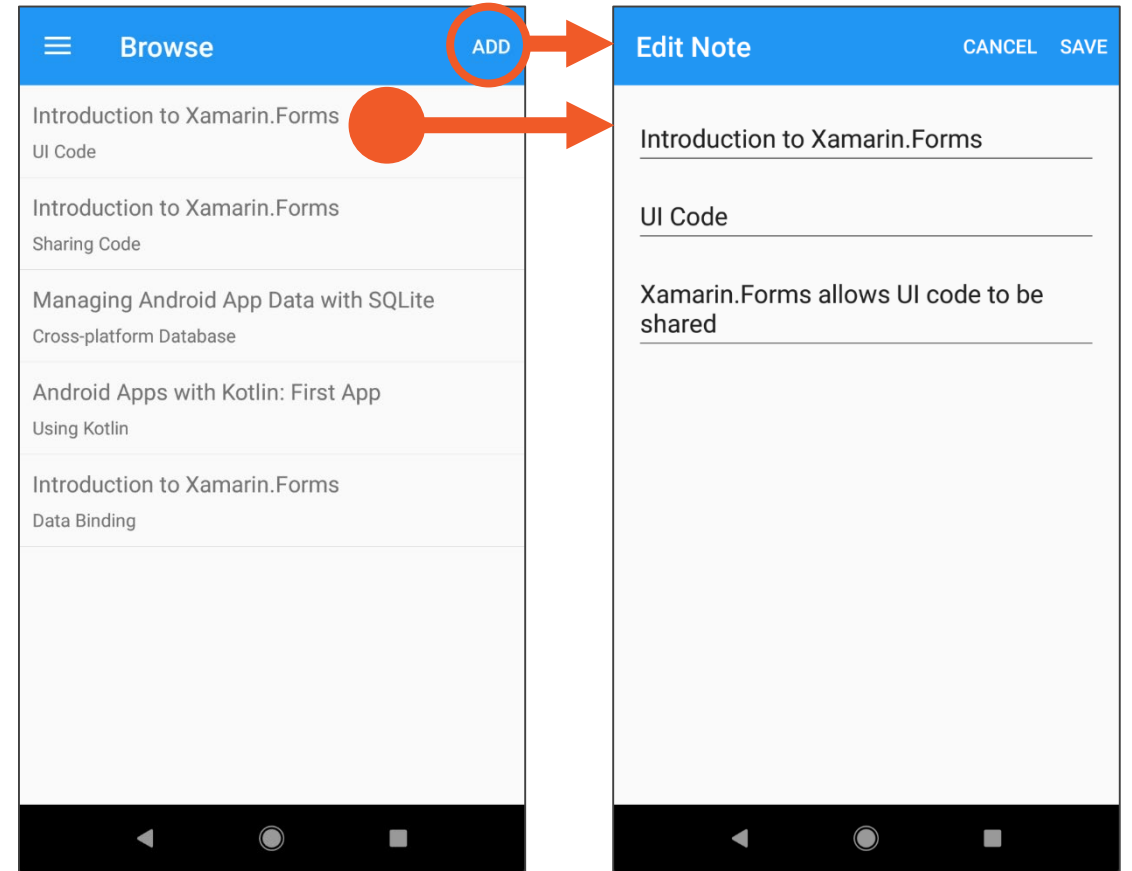 Browse
ADD
Introduction to Xamarin.Forms
UI Code
Introduction to Xamarin.Forms
Sharing Code
Managing Android App Data with SQLite
Cross-platform Database
Android Apps with Kotlin: First App
Using Kotlin
Introduction to Xamarin.Forms
Data Binding
Edit Note
CANCEL SAVE
Introduction to Xamarin.Forms
UI Code
Xamarin.Forms allows UI code to be
shared